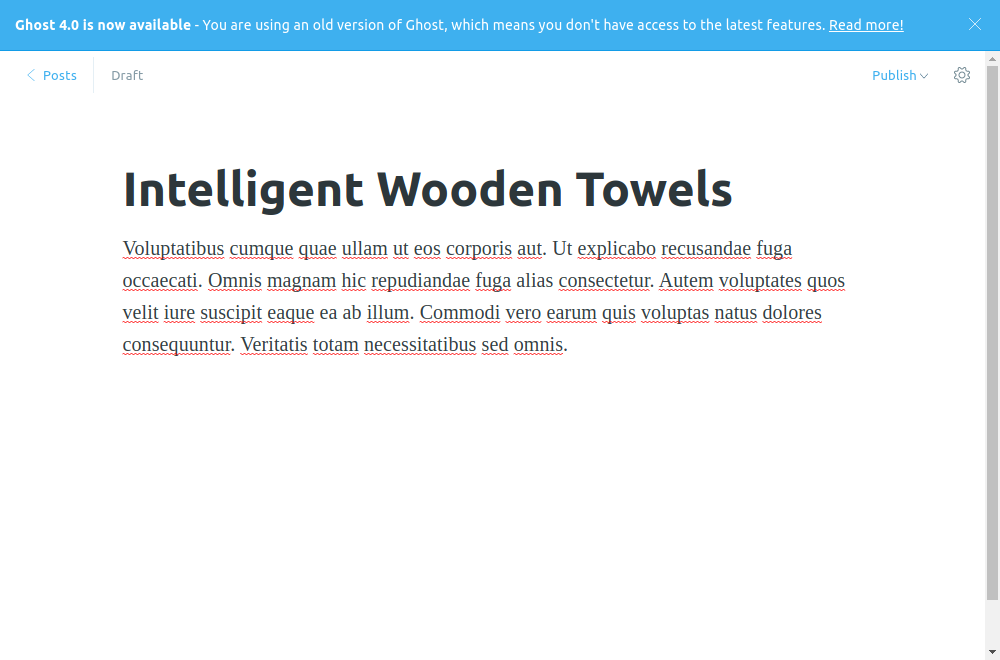 Ghost 4.0 is now available - You are using an old version of Ghost, which means you don't have access to the latest features. Read more!
Posts
Draft
Publish
Intelligent Wooden Towels
Voluptatibus cumque quae ullam ut eos corporis aut. Ut explicabo recusandae fuga
occaecati. Omnis magnam hic repudiandae fuga alias consectetur. Autem voluptates quos
velit iure suscipit eaque ea ab illum. Commodi vero earum quis voluptas natus dolores
consequuntur. Veritatis totam necessitatibus sed omnis.